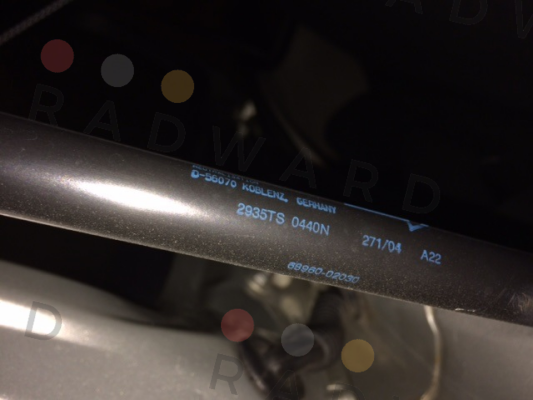 RADWARD
D-56070 KOBLENZ, GERMANY
2935TS 0440N 271/04 A22
68960-02030
D
R